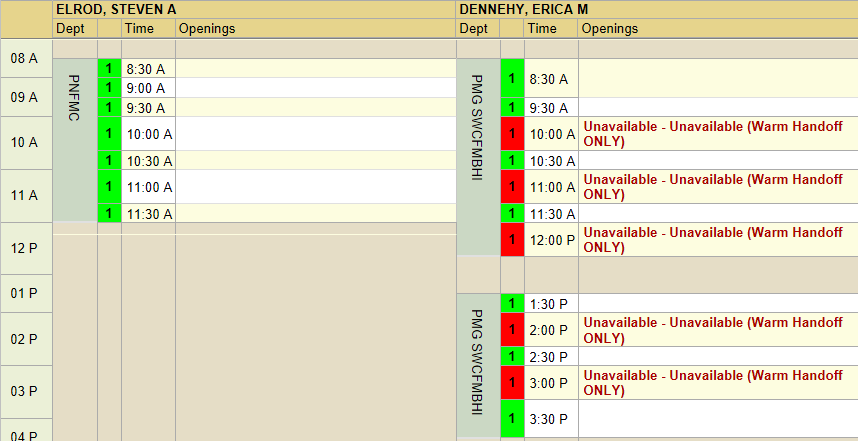 ELROD, STEVEN A
Dept Time Openings
DENNEHY, ERICA M
Dept Time Openings
08 A
09 A
10 A
11 A
12 P
01 P
02 P
03 P
04 P
PNFMC
1 8:30 A
1 9:00 A
1 9:30 A
1 10:00 A
1 10:30 A
1 11:00 A
1 11:30 A
PMG SWCFMBHI
1 8:30 A
1 9:30 A
1 10:00 A Unavailable - Unavailable (Warm Handoff
ONLY)
1 10:30 A
1 11:00 A Unavailable - Unavailable (Warm Handoff
ONLY)
1 11:30 A
1 12:00 P Unavailable - Unavailable (Warm Handoff
ONLY)
PMG SWCFMBHI
1 1:30 P
1 2:00 P Unavailable - Unavailable (Warm Handoff
ONLY)
1 2:30 P
1 3:00 P Unavailable - Unavailable (Warm Handoff
ONLY)
1 3:30 P